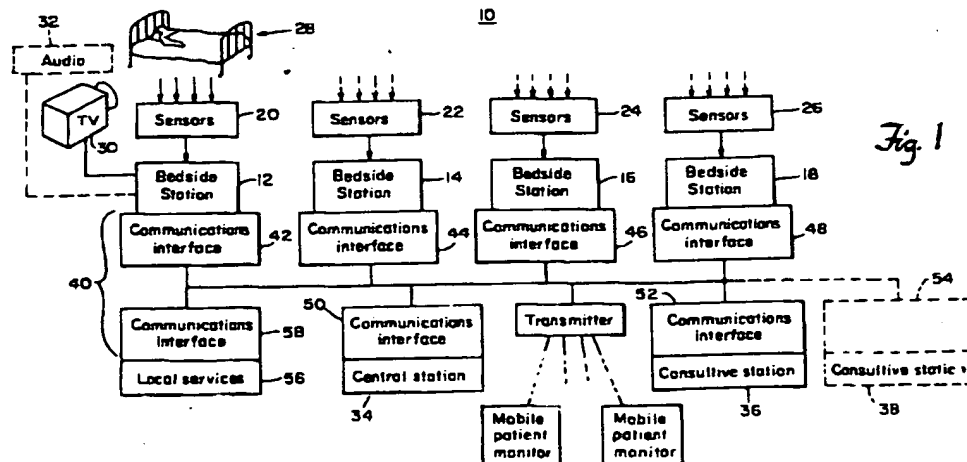 10
32
28
Audio
TV
30
Sensors
20
Sensors
22
Sensors
24
Sensors
26
Fig. 1
Bedside
Station
12
Bedside
Station
14
Bedside
Station
16
Bedside
Station
18
Communications
interface
42
Communications
interface
44
Communications
interface
46
Communications
interface
48
40
50
52
54
Communications
Interface
58
Communications
interface
Transmitter
Communications
interface
Local services
56
Central station
34
Consultive station
36
Consultive static
38
Mobile
patient
monitor
Mobile
patient
monitor